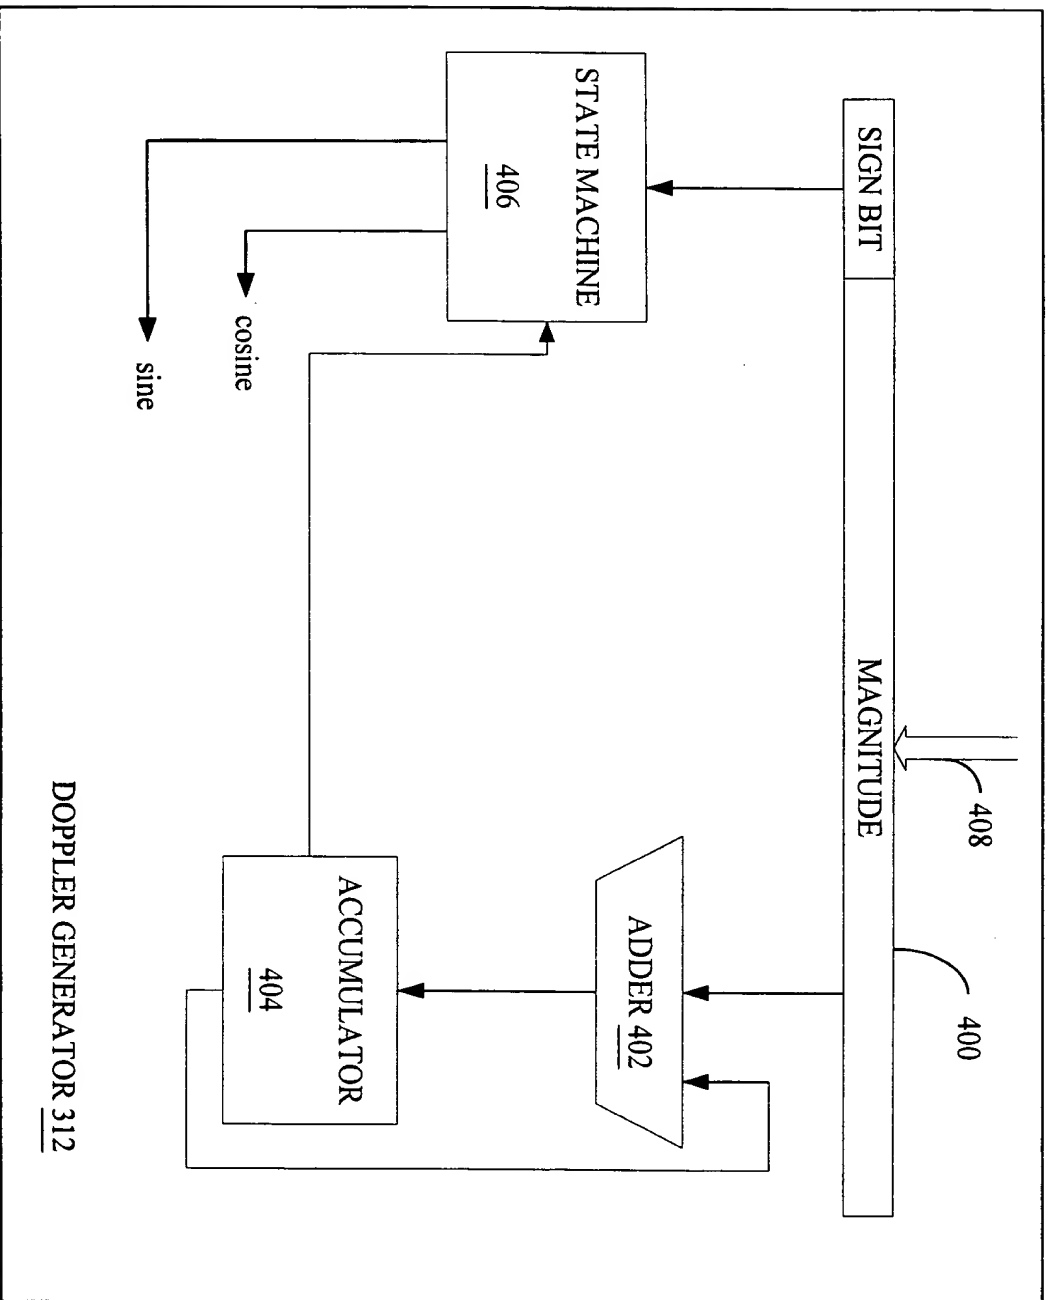 408
400
SIGN BIT
MAGNITUDE
STATE MACHINE
406
ADDER 402
cosine
sine
ACCUMULATOR
404
DOPPLER GENERATOR 312